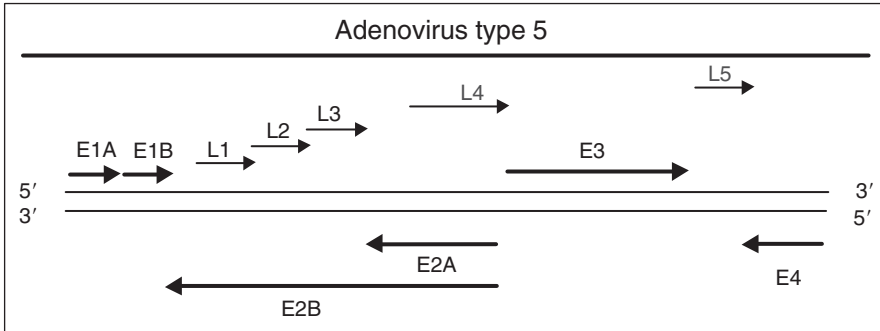 Adenovirus type 5
L5
L4
L3
L2
L1
E1A E1B
E3
5′ 3′
3′ 5′
E2A
E4
E2B